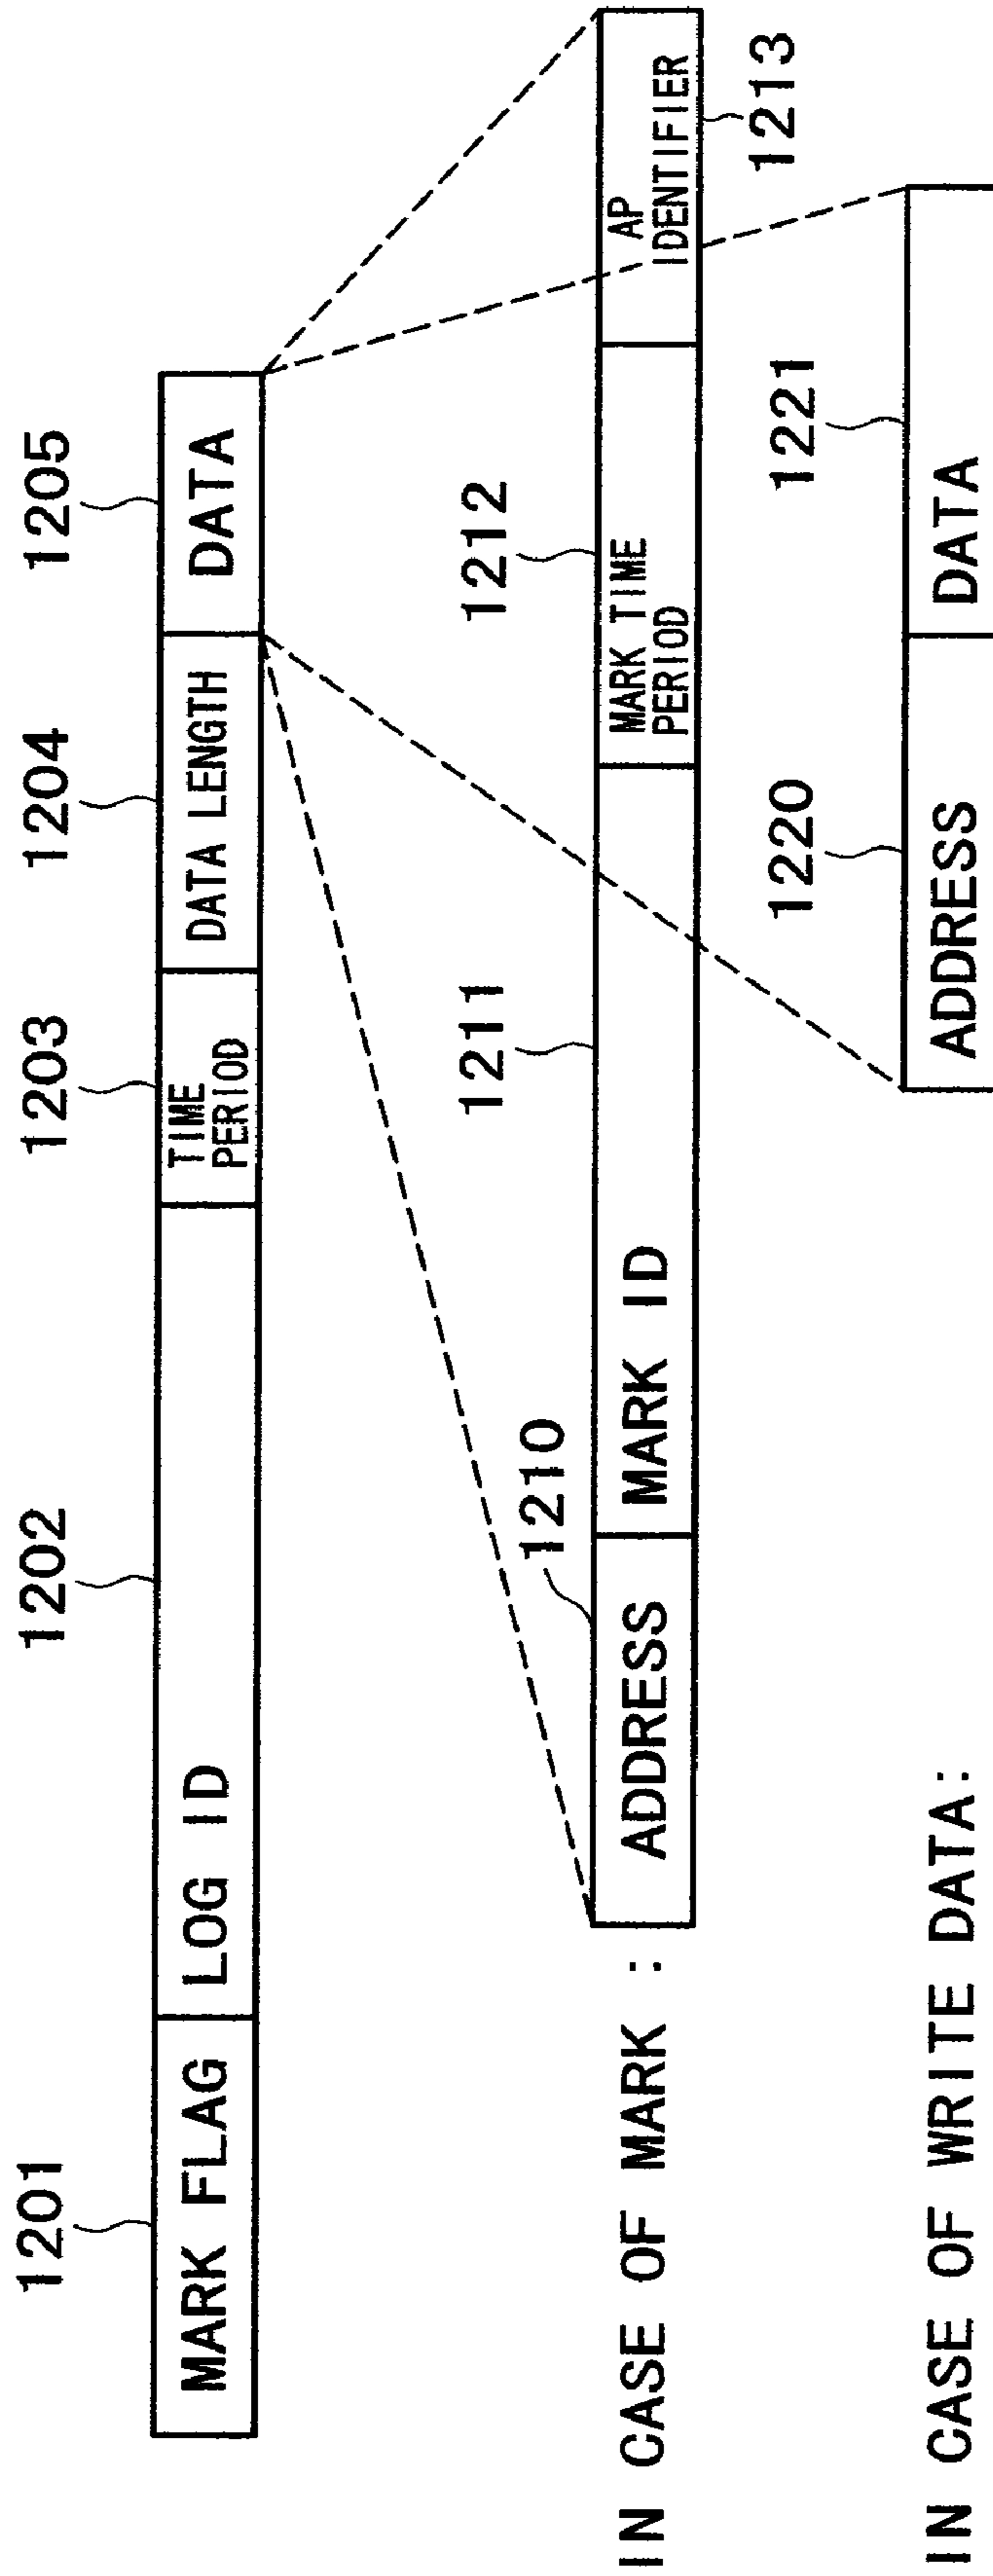 1201 1202 1203 1204 1205
MARK FLAG LOG ID TIME PERIOD DATA LENGTH DATA
1210 1211 1212
IN CASE OF MARK : ADDRESS MARK ID MARK TIME PERIOD AP IDENTIFIER
1213
1220 1221
IN CASE OF WRITE DATA: ADDRESS DATA